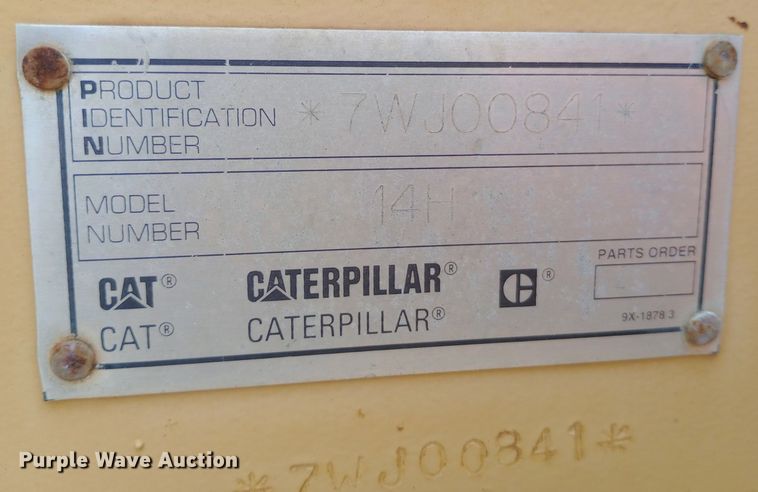 PRODUCT
IDENTIFICATION
NUMBER
*7WJ00841*
MODEL
NUMBER
14H
CAT® CATERPILLAR® C®
CAT® CATERPILLAR®
PARTS ORDER
9X-1878 3
*7WJ00841*
Purple Wave Auction